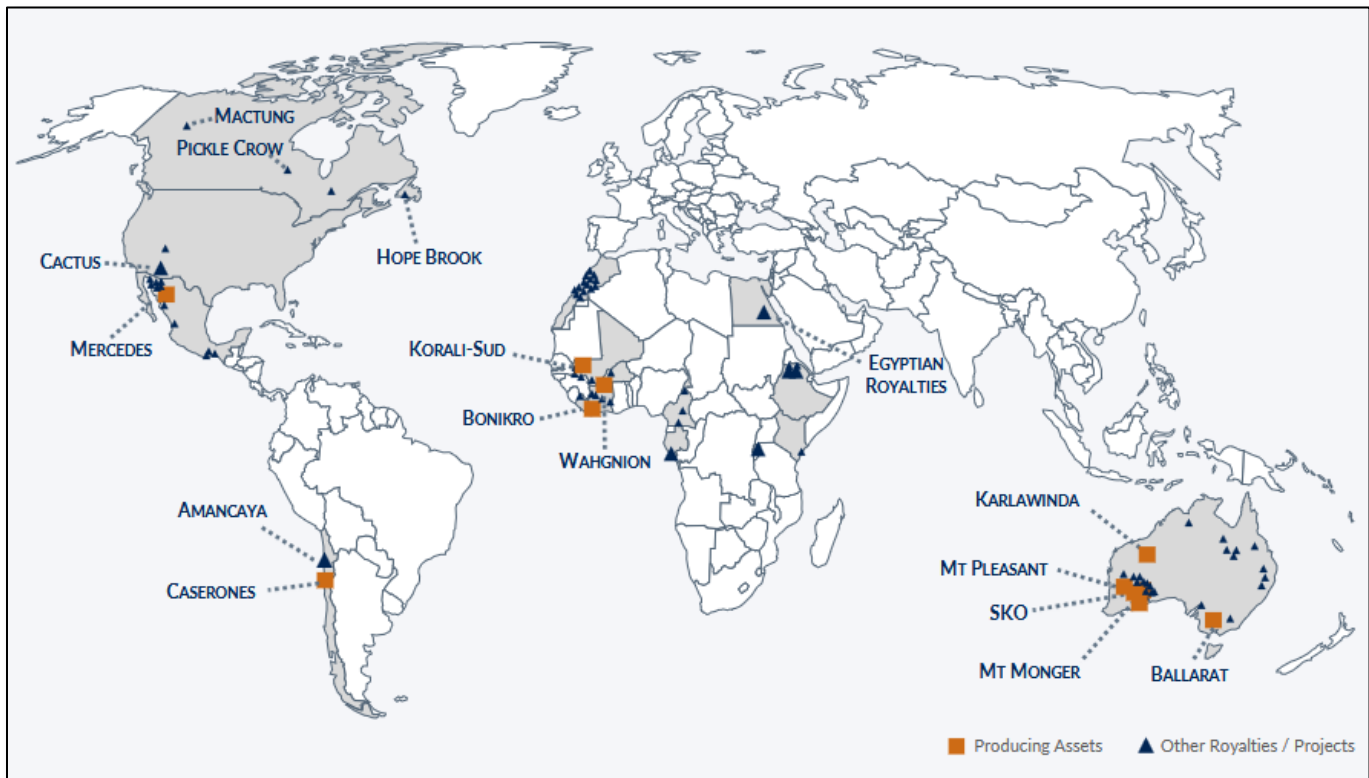 MACTUNG
PICKLE CROW
HOPE BROOK
CACTUS
MERCEDES
KORALI-SUD
EGYPTIAN
ROYALTIES
BONIKRO
WAHGNION
AMANCAYA
CASERONES
KARLAWINDA
MT PLEASANT
SKO
MT MONGER
BALLARAT
Producing Assets
Other Royalties / Projects